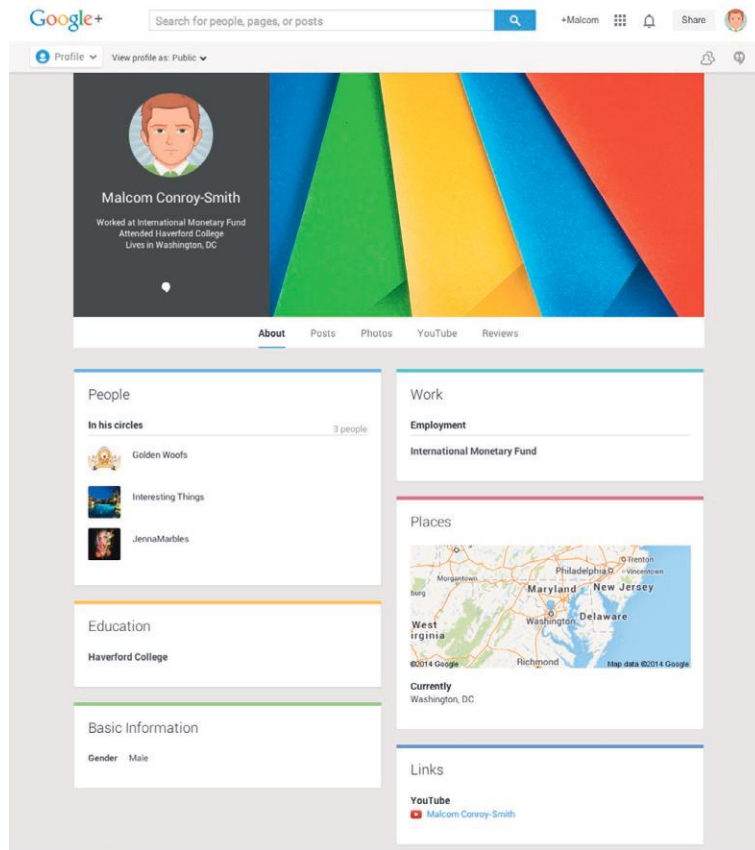 Google+
Search for people, pages, or posts
+Malcom
Share
Profile
View profile as: Public
Malcom Conroy-Smith
Worked at International Monetary Fund
Attended Haverford College
Lives in Washington, DC
About Posts Photos YouTube Reviews
People
In his circles
3 people
Golden Woofs
Interesting Things
JennaMarbles
Education
Haverford College
Basic Information
Gender Male
Work
Employment
International Monetary Fund
Places
Trenton
Philadelphia
Vincentown
Morgantown
burg
Maryland
New Jersey
West
irginia
Washington
Delaware
Richmond
©2014 Google
Map data ©2014 Google
Currently
Washington, DC
Links
YouTube
Malcom Conroy-Smith